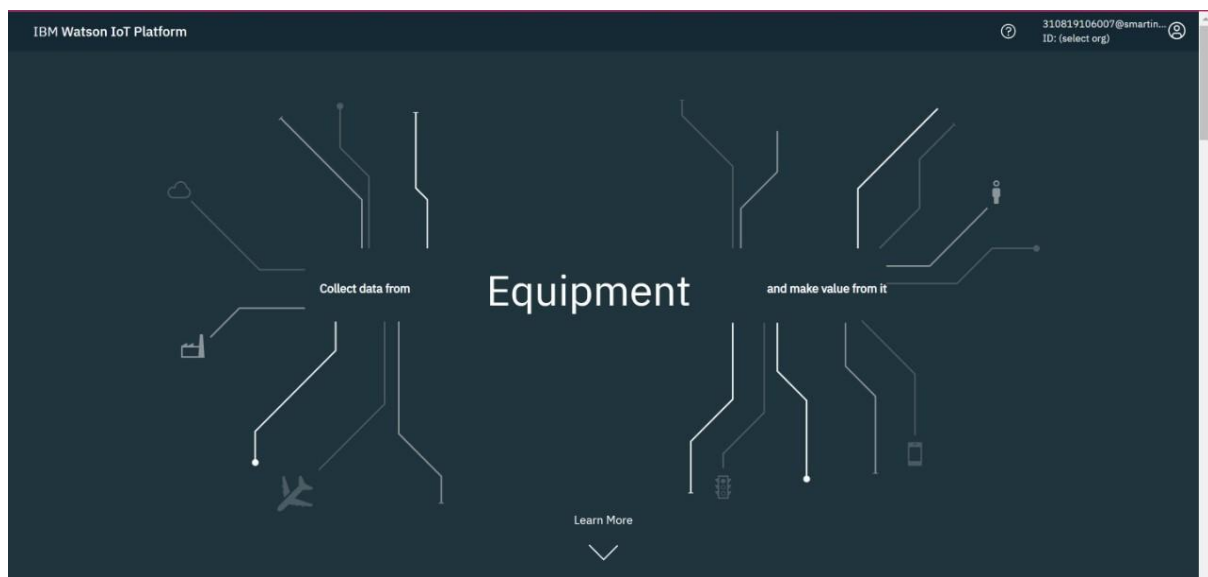 IBM Watson IoT Platform
310819106007@smartin...
ID: (select org)
Collect data from
Equipment
and make value from it
Learn More